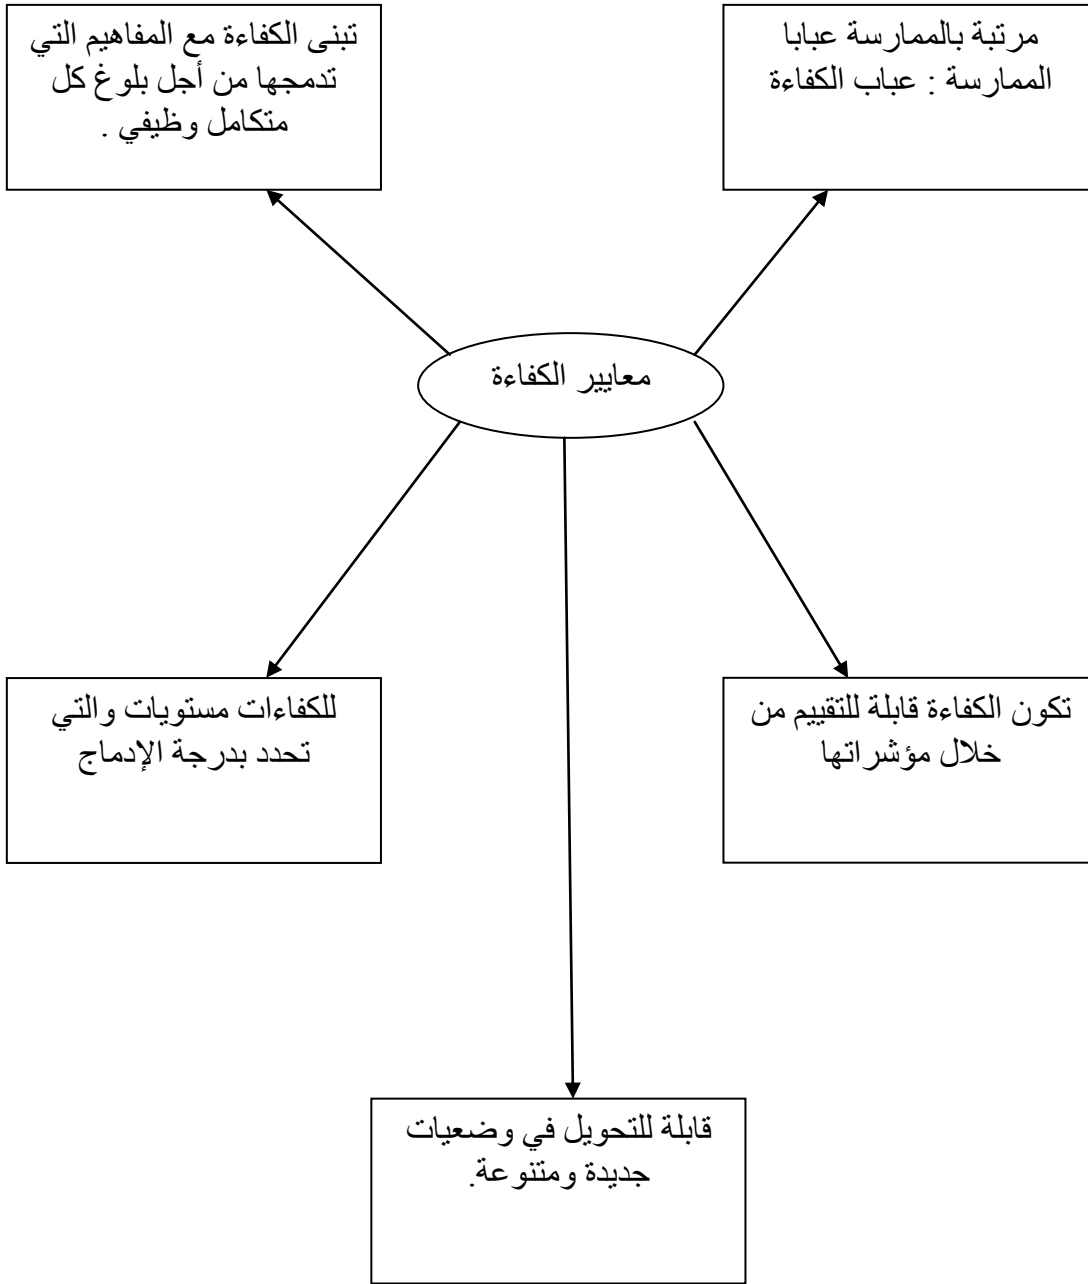 مرتبة بالممارسة عبابا
الممارسة : عباب الكفاءة
تبنى الكفاءة مع المفاهيم التي
تدمجها من أجل بلوغ كل
متكامل وظيفي .
معايير الكفاءة
تكون الكفاءة قابلة للتقييم من
خلال مؤشراتها
للكفاءات مستويات والتي
تحدد بدرجة الإدماج
قابلة للتحويل في وضعيات
جديدة ومتنوعة.